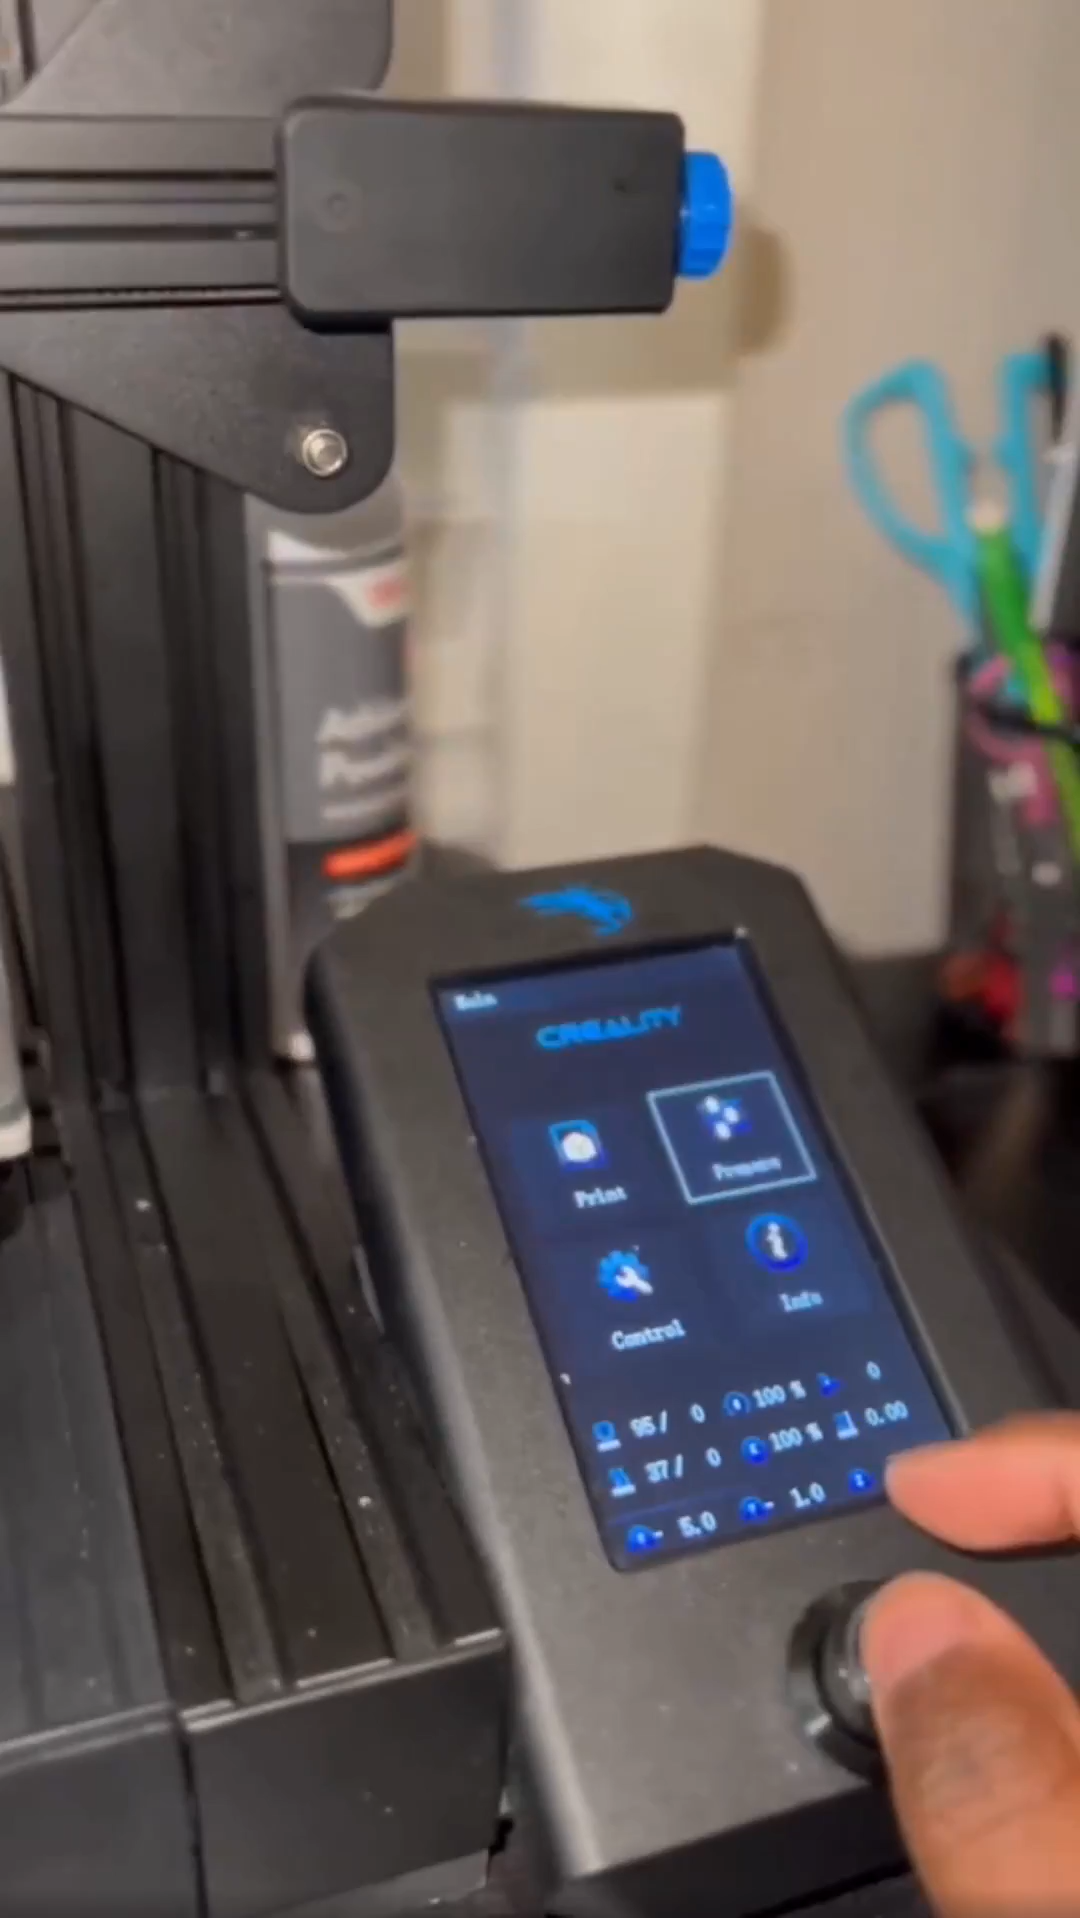 Main
CREALITY
Print
Prepare
Control
Info
95 / 0 100 % 0
37 / 0 100 % 0.00
- 5.0 - 1.0